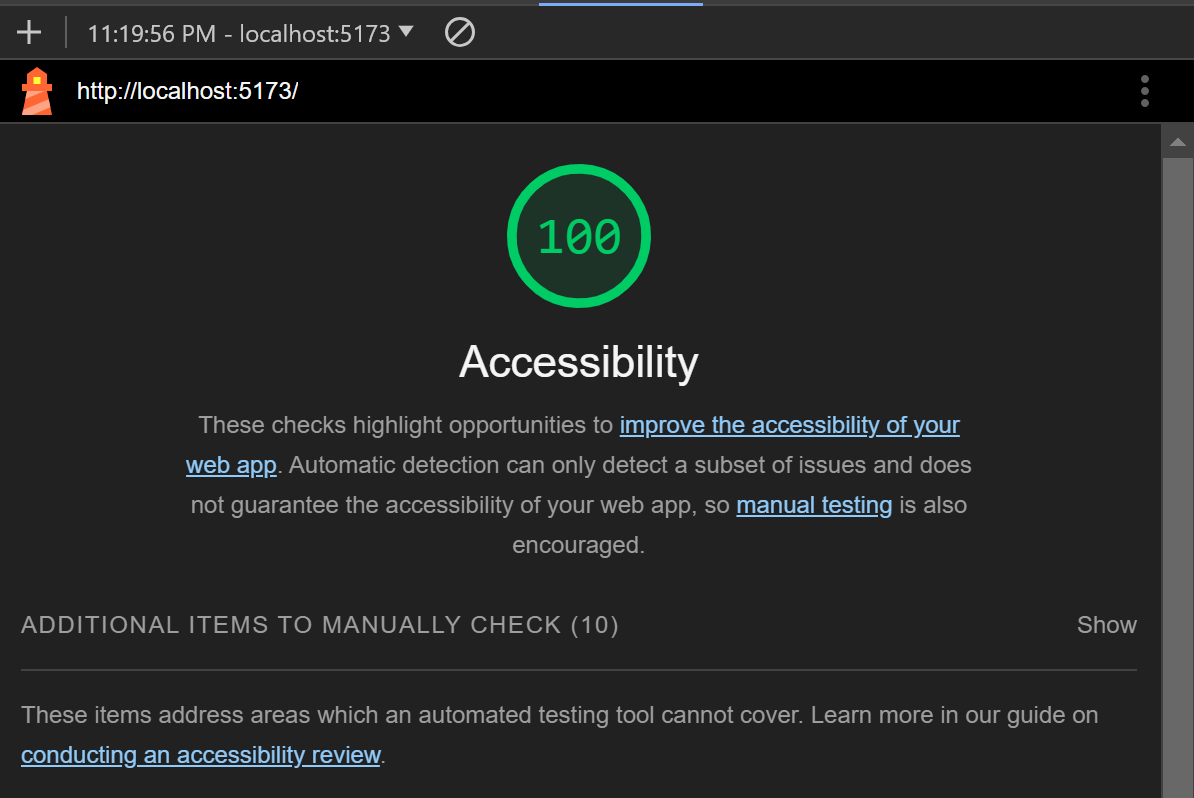 11:19:56 PM - localhost:5173
http://localhost:5173/
100
Accessibility
These checks highlight opportunities to improve the accessibility of your
web app. Automatic detection can only detect a subset of issues and does
not guarantee the accessibility of your web app, so manual testing is also
encouraged.
ADDITIONAL ITEMS TO MANUALLY CHECK (10) Show
These items address areas which an automated testing tool cannot cover. Learn more in our guide on
conducting an accessibility review.